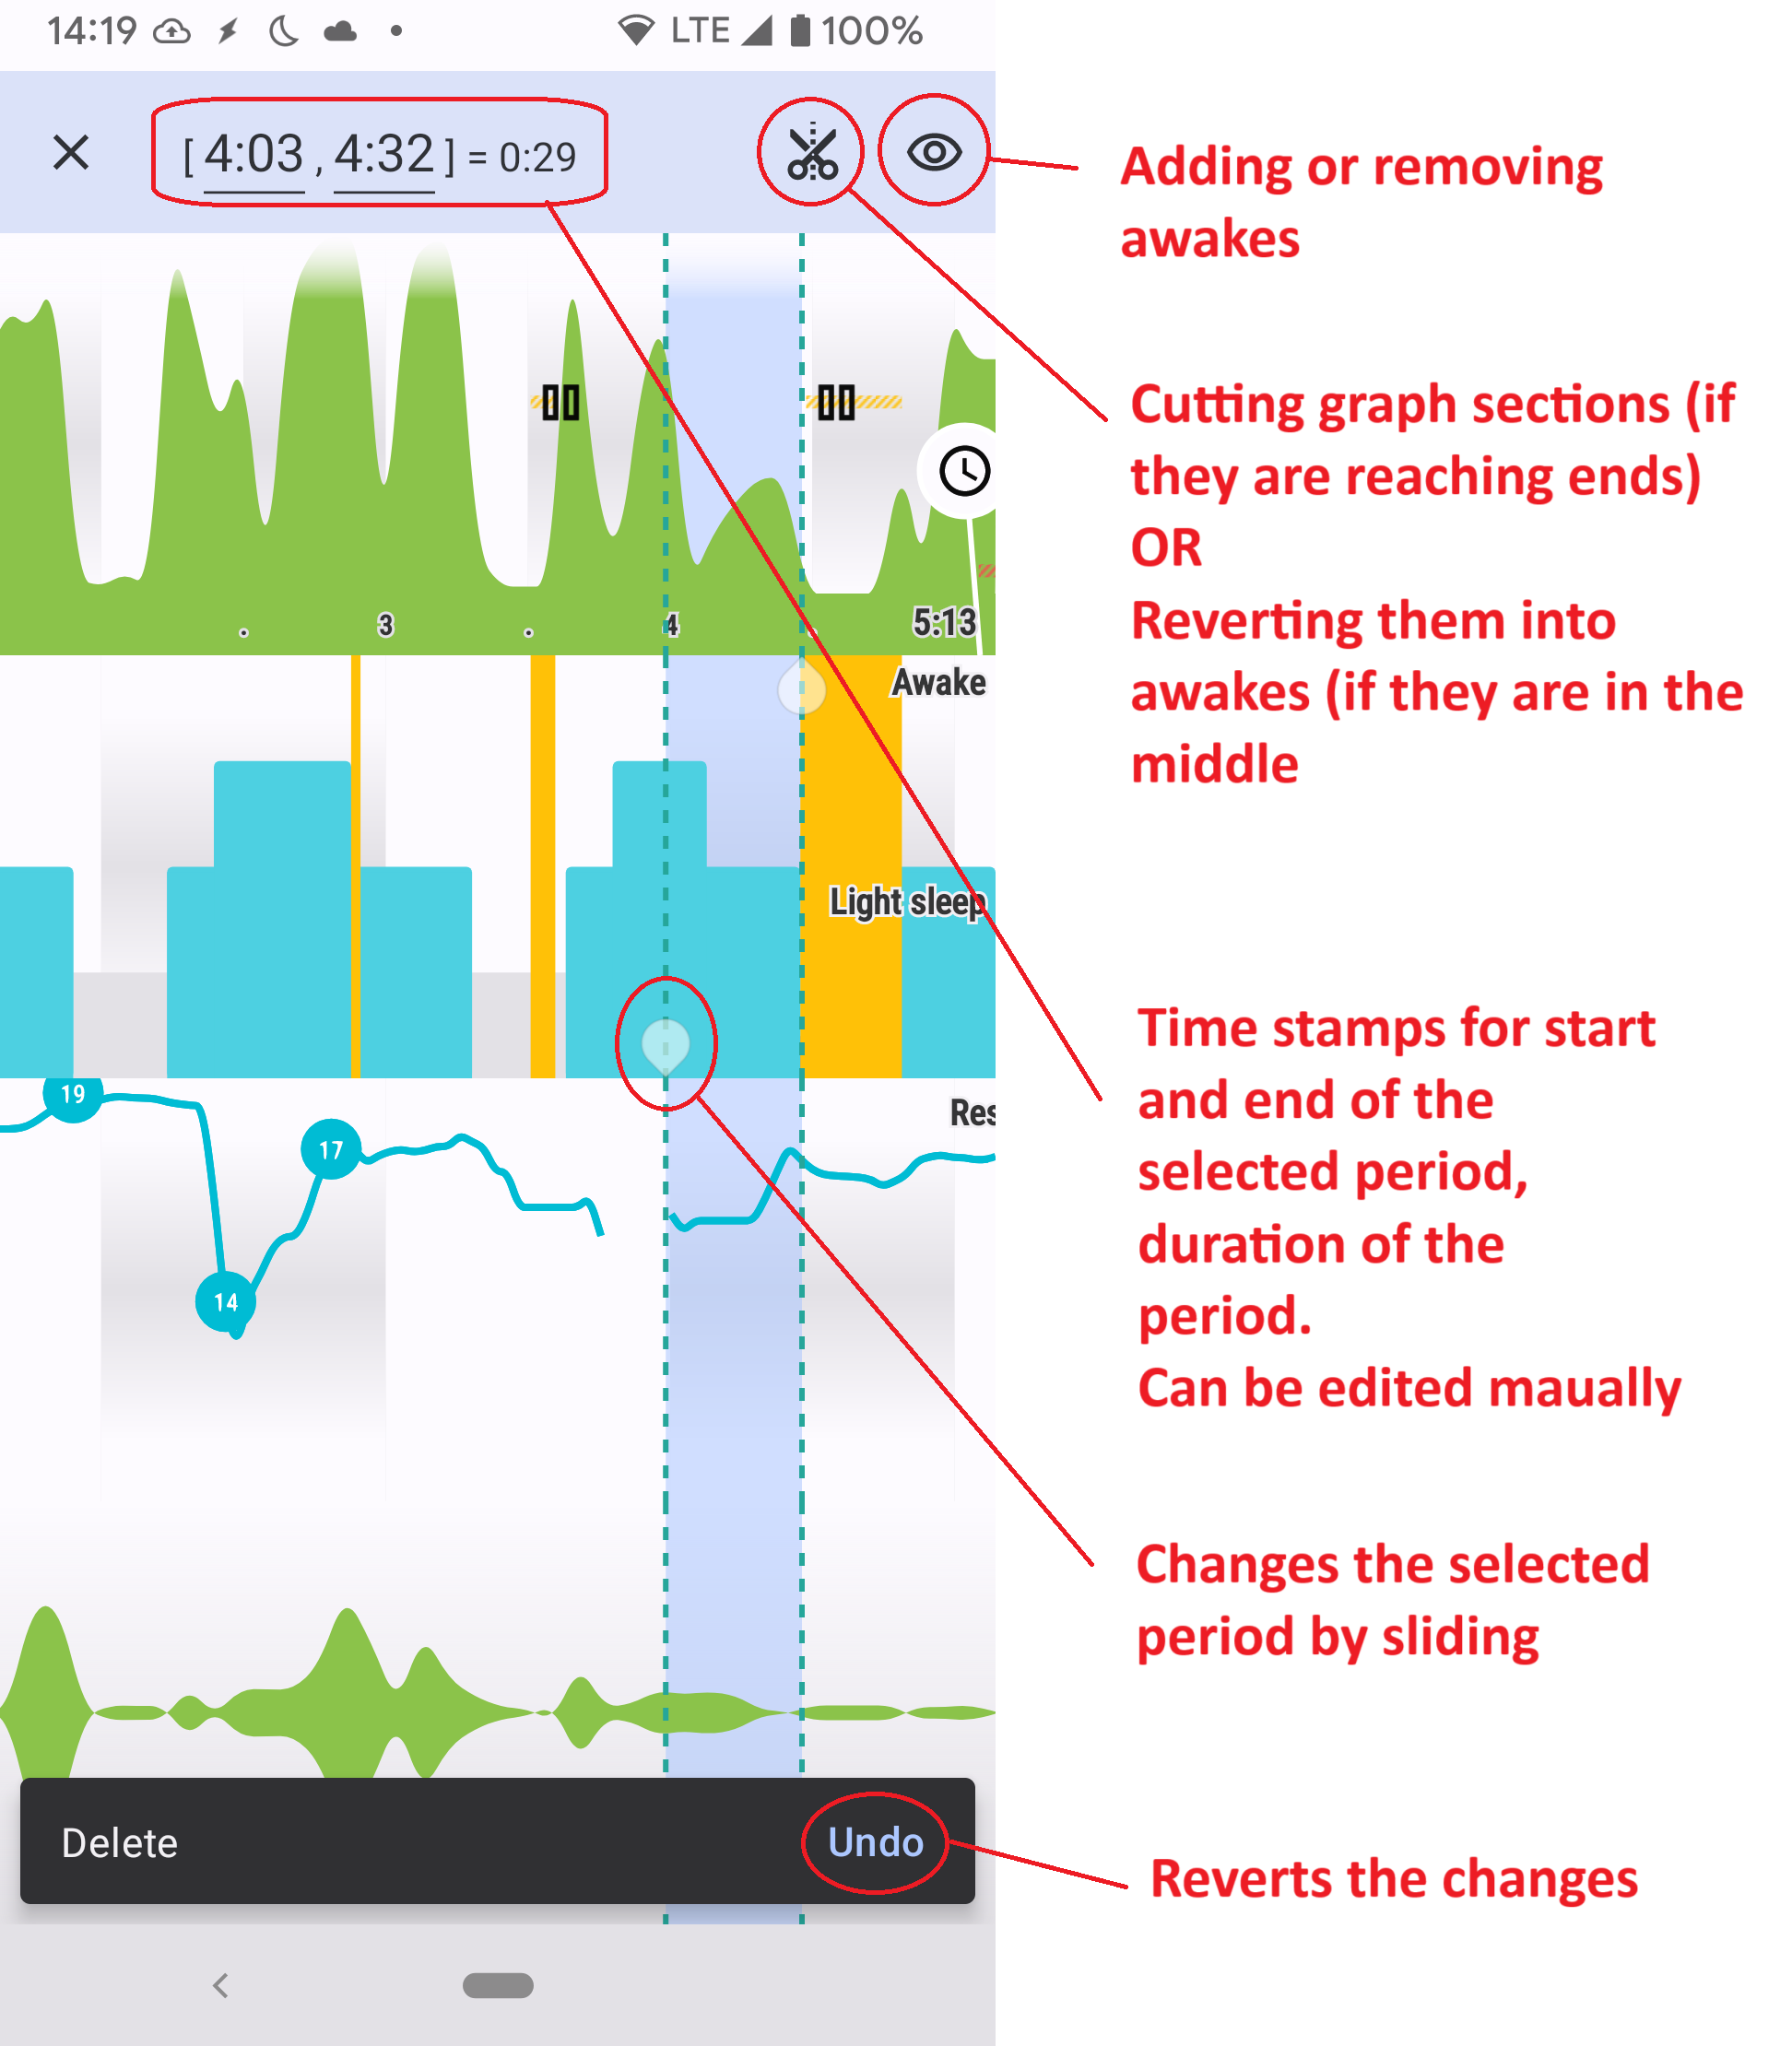 14:19 LTE 100%
[ 4:03 , 4:32 ] = 0:29
Adding or removing
awakes
Cutting graph sections (if
they are reaching ends)
OR
Reverting them into
awakes (if they are in the
middle
3
4
5:13
Awake
Light sleep
Time stamps for start
and end of the
selected period,
duration of the
period.
Can be edited maually
19
Res
17
14
Changes the selected
period by sliding
Delete
Undo
Reverts the changes